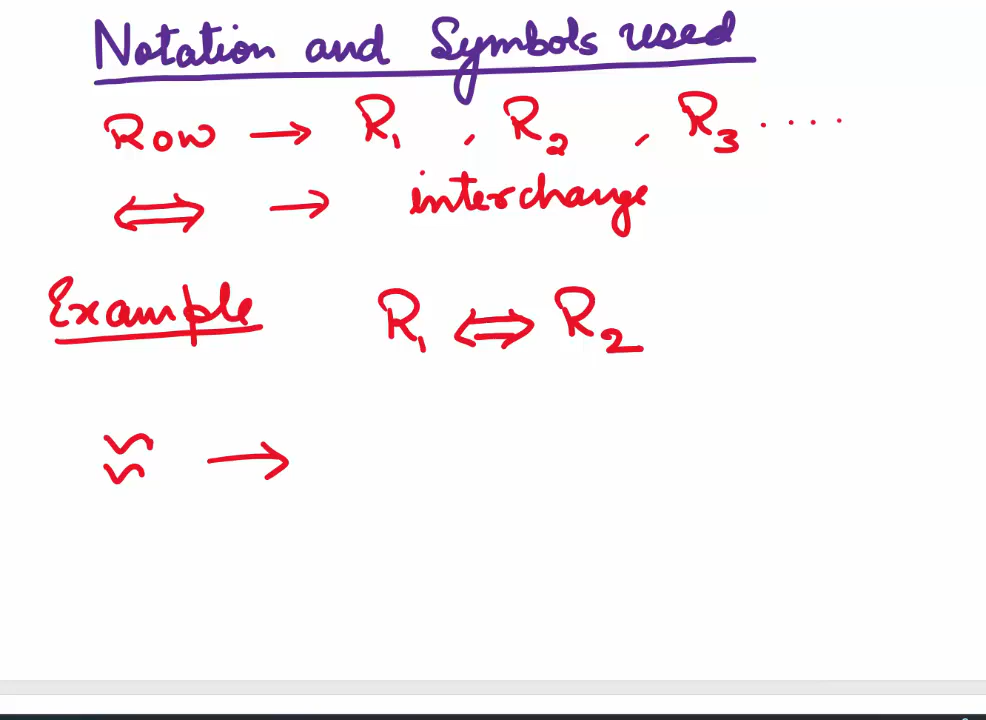 Notation and Symbols used
Row → R₁ , R₂ , R₃ .....
⇔ → interchange
Example R₁ ⇔ R₂
≈ →